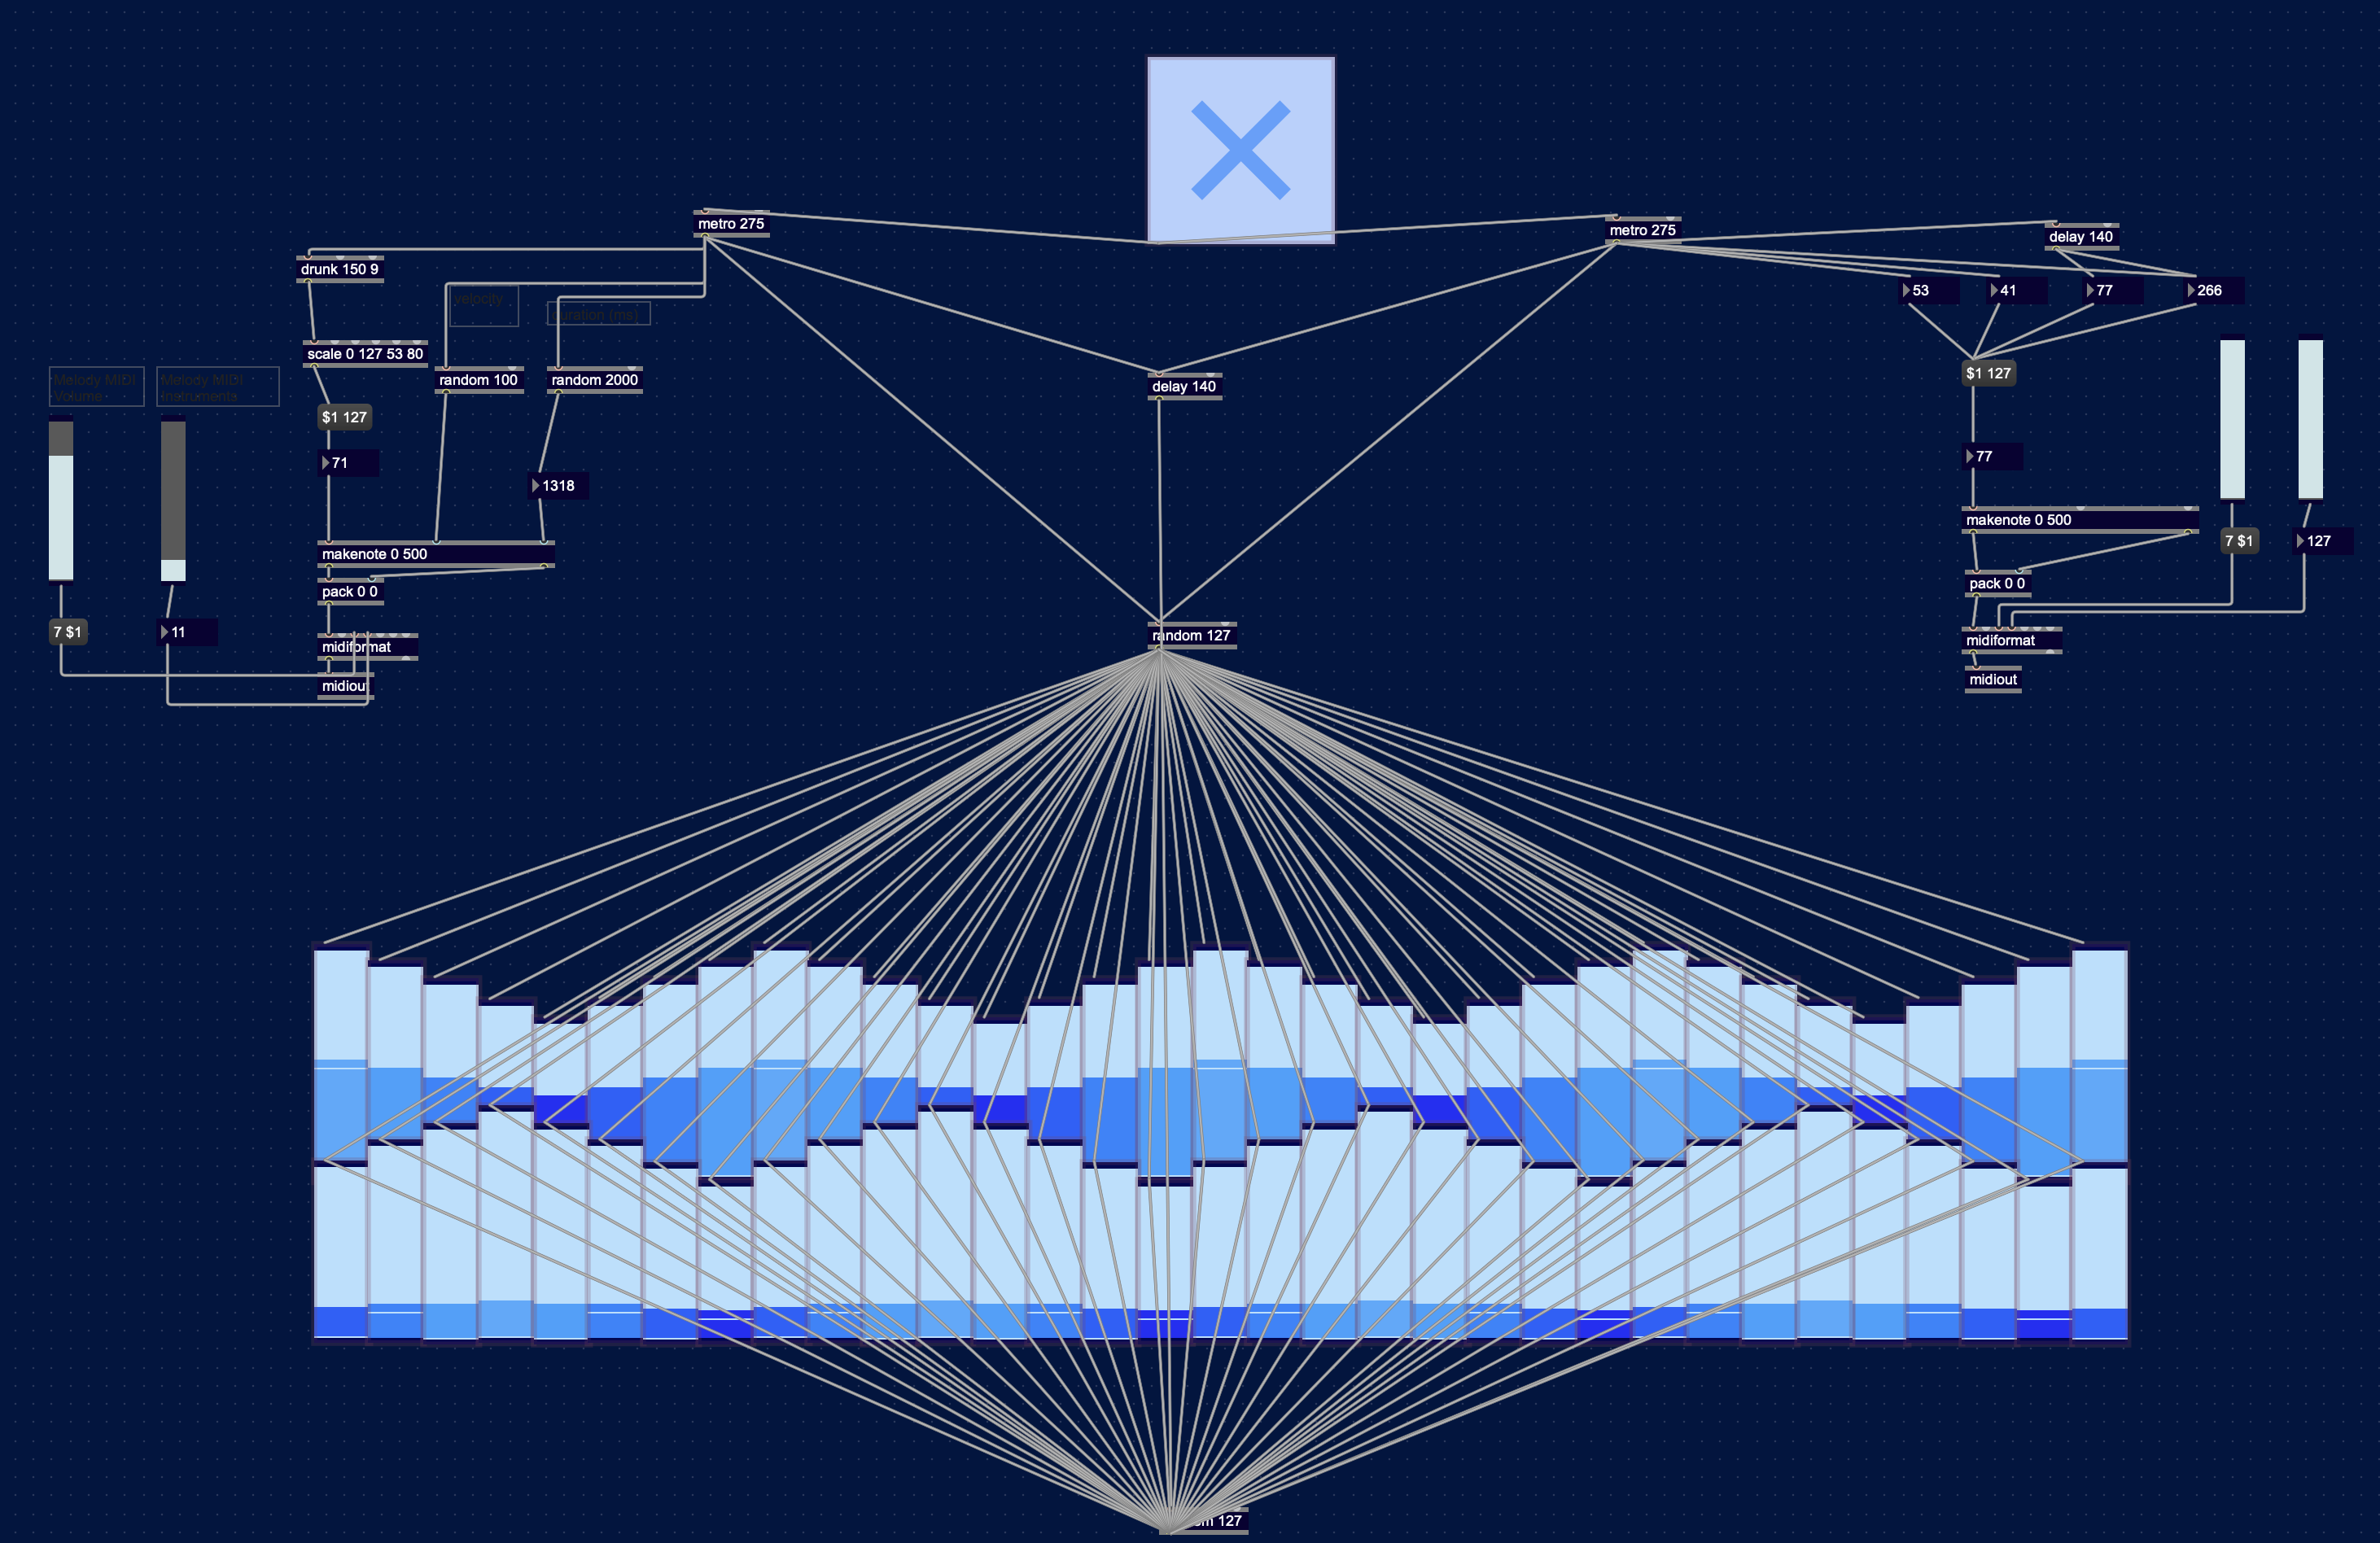 metro 275
metro 275
delay 140
drunk 150 9
velocity
duration (ms)
53
41
77
266
scale 0 127 53 80
random 100
random 2000
delay 140
$1 127
Melody MIDI
Volume
Melody MIDI
Instruments
$1 127
71
1318
77
makenote 0 500
makenote 0 500
7 $1
127
pack 0 0
pack 0 0
7 $1
11
midiformat
random 127
midiformat
midiout
midiout
om 127